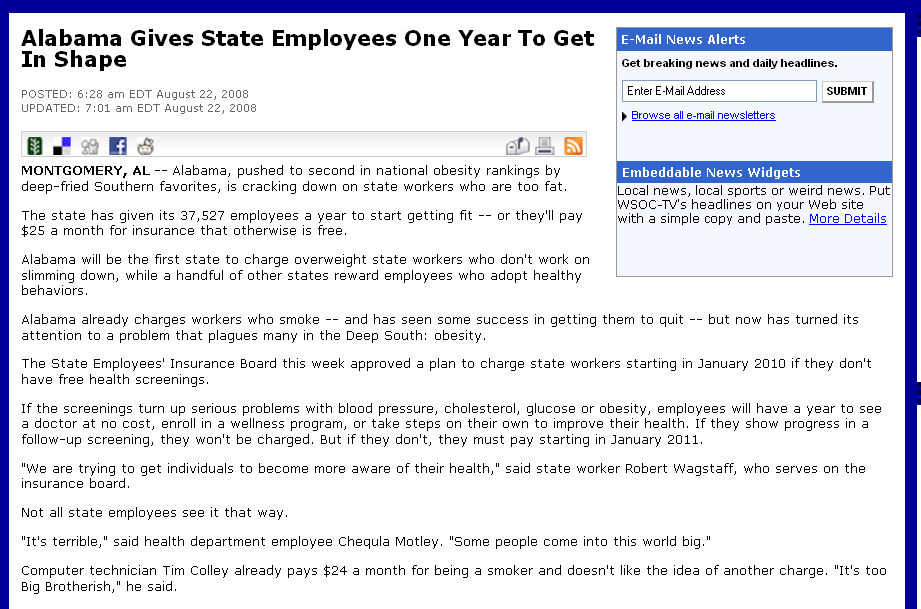 Alabama Gives State Employees One Year To Get
In Shape
POSTED: 6:28 am EDT August 22, 2008
UPDATED: 7:01 am EDT August 22, 2008
MONTGOMERY, AL -- Alabama, pushed to second in national obesity rankings by
deep-fried Southern favorites, is cracking down on state workers who are too fat.
The state has given its 37,527 employees a year to start getting fit -- or they'll pay
$25 a month for insurance that otherwise is free.
Alabama will be the first state to charge overweight state workers who don't work on
slimming down, while a handful of other states reward employees who adopt healthy
behaviors.
Alabama already charges workers who smoke -- and has seen some success in getting them to quit -- but now has turned its
attention to a problem that plagues many in the Deep South: obesity.
The State Employees' Insurance Board this week approved a plan to charge state workers starting in January 2010 if they don't
have free health screenings.
If the screenings turn up serious problems with blood pressure, cholesterol, glucose or obesity, employees will have a year to see
a doctor at no cost, enroll in a wellness program, or take steps on their own to improve their health. If they show progress in a
follow-up screening, they won't be charged. But if they don't, they must pay starting in January 2011.
"We are trying to get individuals to become more aware of their health," said state worker Robert Wagstaff, who serves on the
insurance board.
Not all state employees see it that way.
"It's terrible," said health department employee Chequla Motley. "Some people come into this world big."
Computer technician Tim Colley already pays $24 a month for being a smoker and doesn't like the idea of another charge. "It's too
Big Brotherish," he said.
E-Mail News Alerts
Get breaking news and daily headlines.
Enter E-Mail Address SUBMIT
Browse all e-mail newsletters
Embeddable News Widgets
Local news, local sports or weird news. Put
WSOC-TV's headlines on your Web site
with a simple copy and paste. More Details